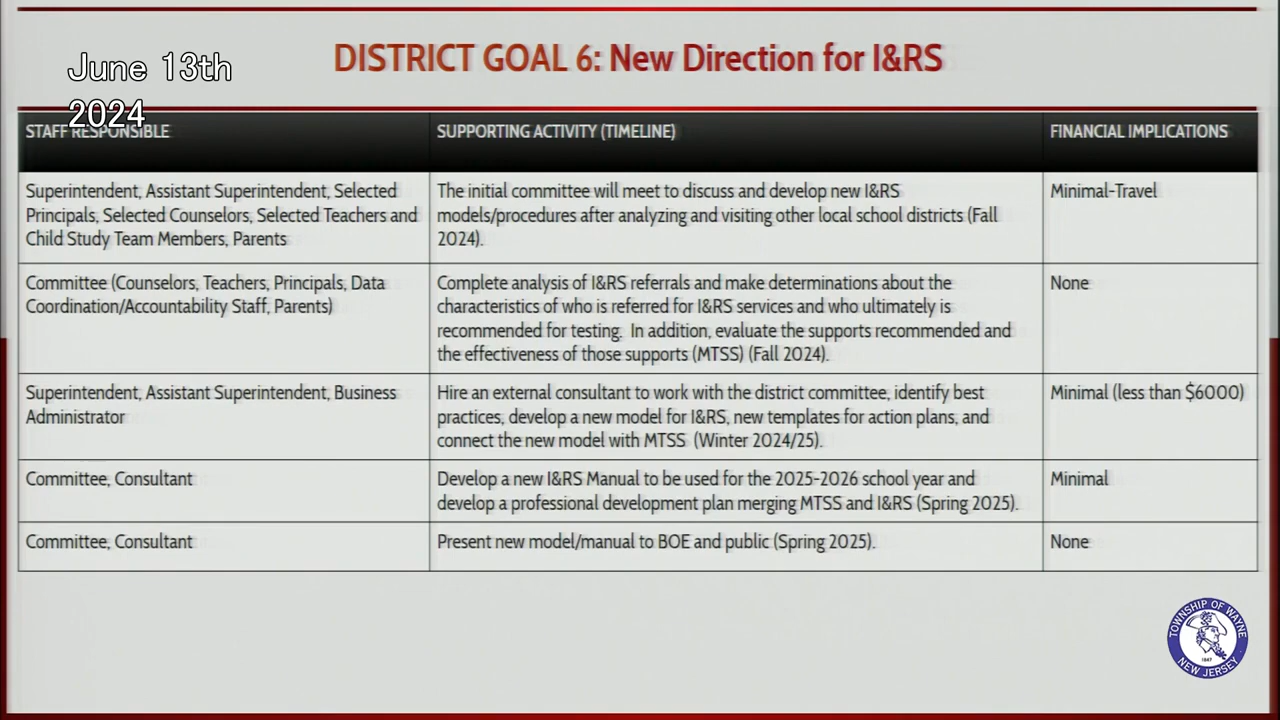 DISTRICT GOAL 6: New Direction for I&RS
June 13th
2024
STAFF RESPONSIBLE
SUPPORTING ACTIVITY (TIMELINE)
FINANCIAL IMPLICATIONS
Superintendent, Assistant Superintendent, Selected
Principals, Selected Counselors, Selected Teachers and
Child Study Team Members, Parents
The initial committee will meet to discuss and develop new I&RS
models/procedures after analyzing and visiting other local school districts (Fall
2024).
Minimal-Travel
Committee (Counselors, Teachers, Principals, Data
Coordination/Accountability Staff, Parents)
Complete analysis of I&RS referrals and make determinations about the
characteristics of who is referred for I&RS services and who ultimately is
recommended for testing. In addition, evaluate the supports recommended and
the effectiveness of those supports (MTSS) (Fall 2024).
None
Superintendent, Assistant Superintendent, Business
Administrator
Hire an external consultant to work with the district committee, identify best
practices, develop a new model for I&RS, new templates for action plans, and
connect the new model with MTSS (Winter 2024/25).
Minimal (less than $6000)
Committee, Consultant
Develop a new I&RS Manual to be used for the 2025-2026 school year and
develop a professional development plan merging MTSS and I&RS (Spring 2025).
Minimal
Committee, Consultant
Present new model/manual to BOE and public (Spring 2025).
None
TOWNSHIP OF WAYNE
1847
NEW JERSEY